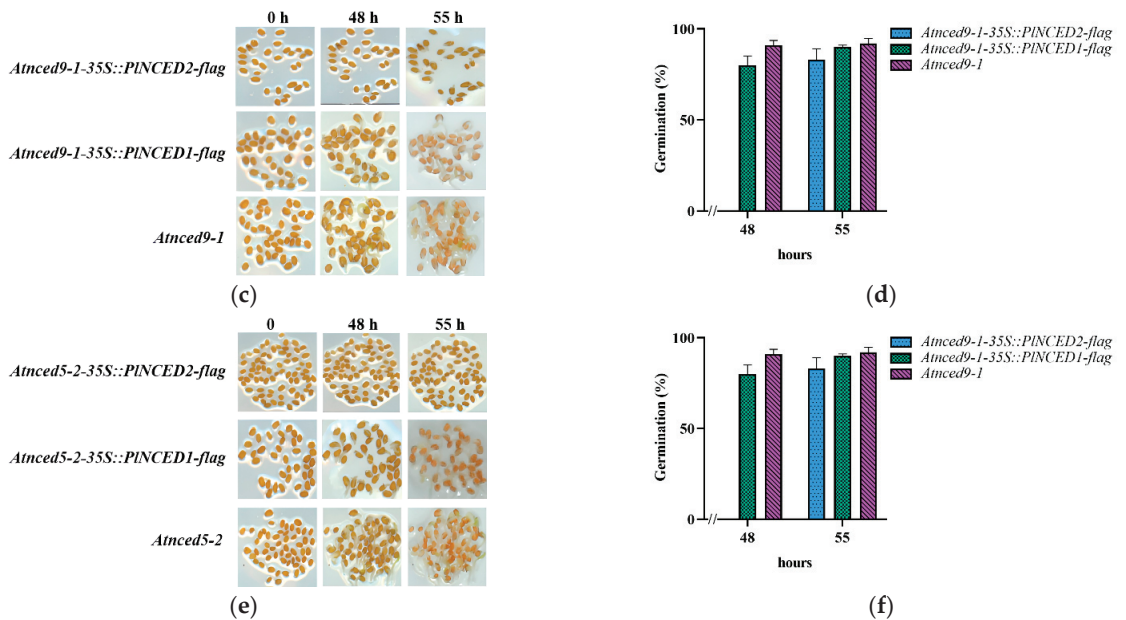 0 h 48 h 55 h
Atnced9-1-35S::PlNCED2-flag
Atnced9-1-35S::PlNCED1-flag
Atnced9-1
(c)
100
50
0
Germination (%)
48 55
hours
Atnced9-1-35S::PlNCED2-flag
Atnced9-1-35S::PlNCED1-flag
Atnced9-1
(d)
0 48 h 55 h
Atnced5-2-35S::PlNCED2-flag
Atnced5-2-35S::PlNCED1-flag
Atnced5-2
(e)
100
50
0
Germination (%)
48 55
hours
Atnced9-1-35S::PlNCED2-flag
Atnced9-1-35S::PlNCED1-flag
Atnced9-1
(f)